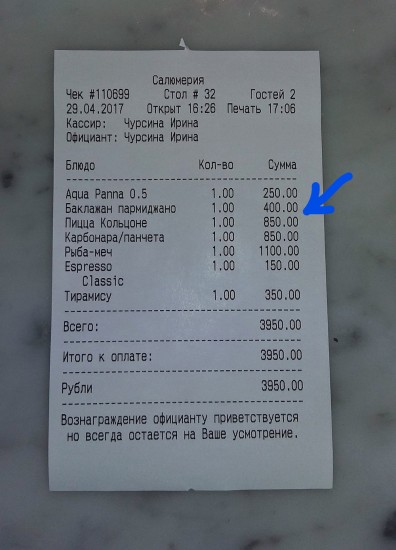 Салюмерия
Чек #110699 Стол # 32 Гостей 2
29.04.2017 Открыт 16:26 Печать 17:06
Кассир: Чурсина Ирина
Официант: Чурсина Ирина
Блюдо Кол-во Сумма
Aqua Panna 0.5 1.00 250.00
Баклажан пармиджано 1.00 400.00
Пицца Кольцоне 1.00 850.00
Карбонара/панчета 1.00 850.00
Рыба-меч 1.00 1100.00
Espresso 1.00 150.00
Classic
Тирамису 1.00 350.00
Всего: 3950.00
Итого к оплате: 3950.00
Рубли 3950.00
Вознаграждение официанту приветствуется
но всегда остается на Ваше усмотрение.